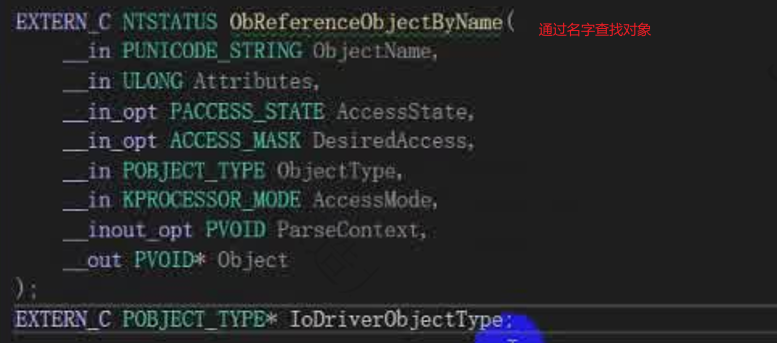 EXTERN_C NTSTATUS ObReferenceObjectByName( 通过名字查找对象
__in PUNICODE_STRING ObjectName,
__in ULONG Attributes,
__in_opt PACCESS_STATE AccessState,
__in_opt ACCESS_MASK DesiredAccess,
__in POBJECT_TYPE ObjectType,
__in KPROCESSOR_MODE AccessMode,
__inout_opt PVOID ParseContext,
__out PVOID* Object
);
EXTERN_C POBJECT_TYPE* IoDriverObjectType;